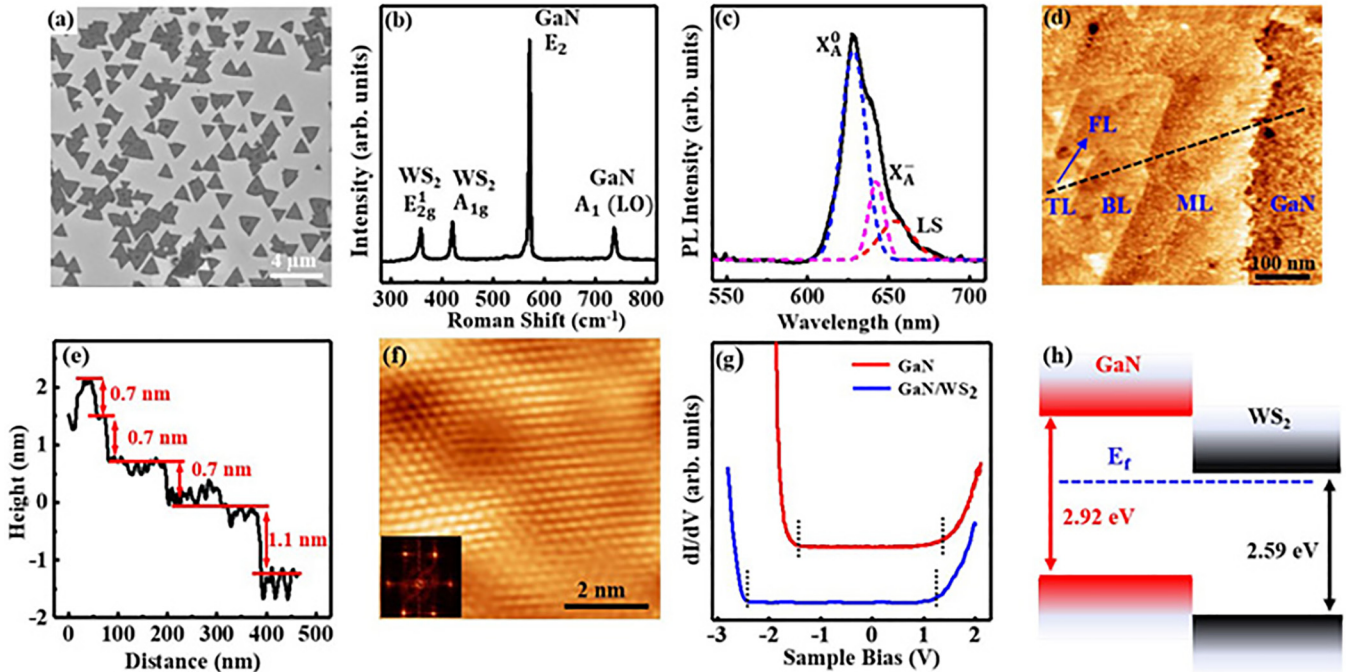 (a)
4 μm
(b)
GaN
E₂
WS₂
E¹₂g
WS₂
A₁g
GaN
A₁ (LO)
Intensity (arb. units)
300 400 500 600 700 800
Roman Shift (cm⁻¹)
(c)
X⁰_A
X⁻_A
LS
PL Intensity (arb. units)
550 600 650 700
Wavelength (nm)
(d)
FL
TL BL ML GaN
100 nm
(e)
2
1
0
-1
-2
0.7 nm
0.7 nm
0.7 nm
1.1 nm
Height (nm)
0 100 200 300 400 500
Distance (nm)
(f)
2 nm
(g)
GaN
GaN/WS₂
dI/dV (arb. units)
-3 -2 -1 0 1 2
Sample Bias (V)
(h)
GaN
WS₂
E_f
2.92 eV
2.59 eV